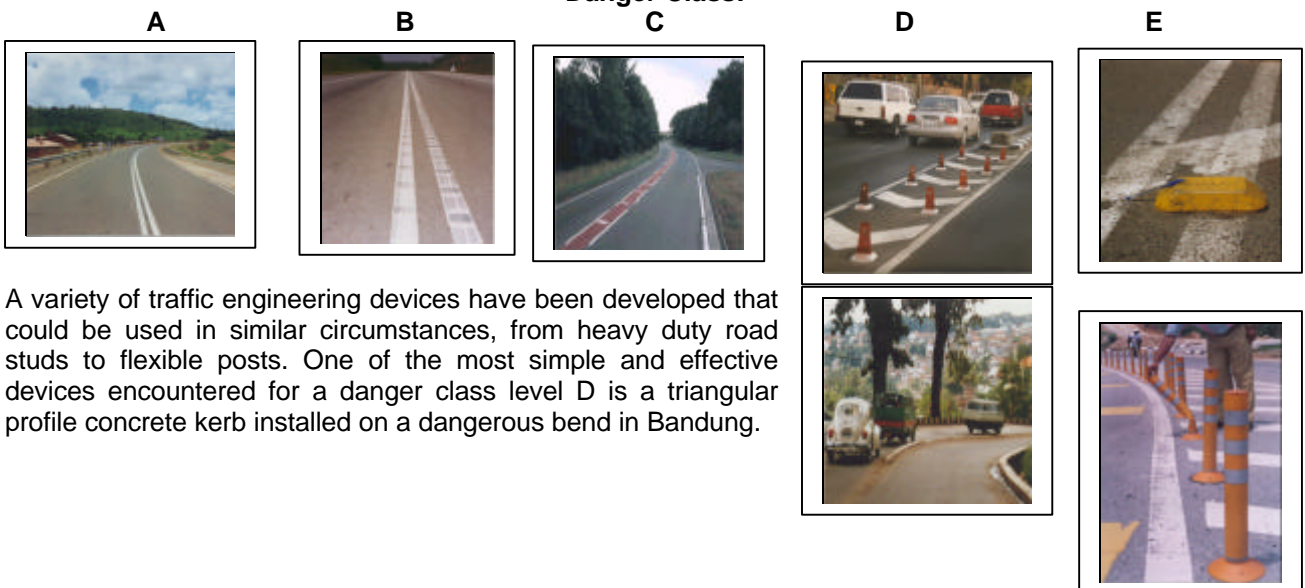 Danger Class:
A B C D E
A variety of traffic engineering devices have been developed that
could be used in similar circumstances, from heavy duty road
studs to flexible posts. One of the most simple and effective
devices encountered for a danger class level D is a triangular
profile concrete kerb installed on a dangerous bend in Bandung.